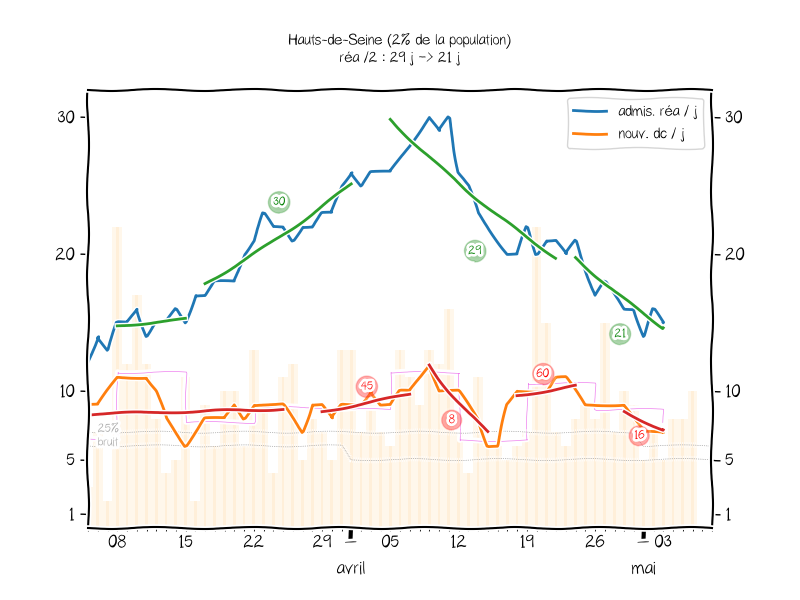 Hauts-de-Seine (2% de la population)
réa /2 : 29 j -> 21 j
admis. réa / j
nouv. dc / j
30
30
30
20
20
29
21
10
10
45
60
8
16
25%
bruit
5
5
1
1
08 15 22 29 1 05 12 19 26 1 03
avril mai